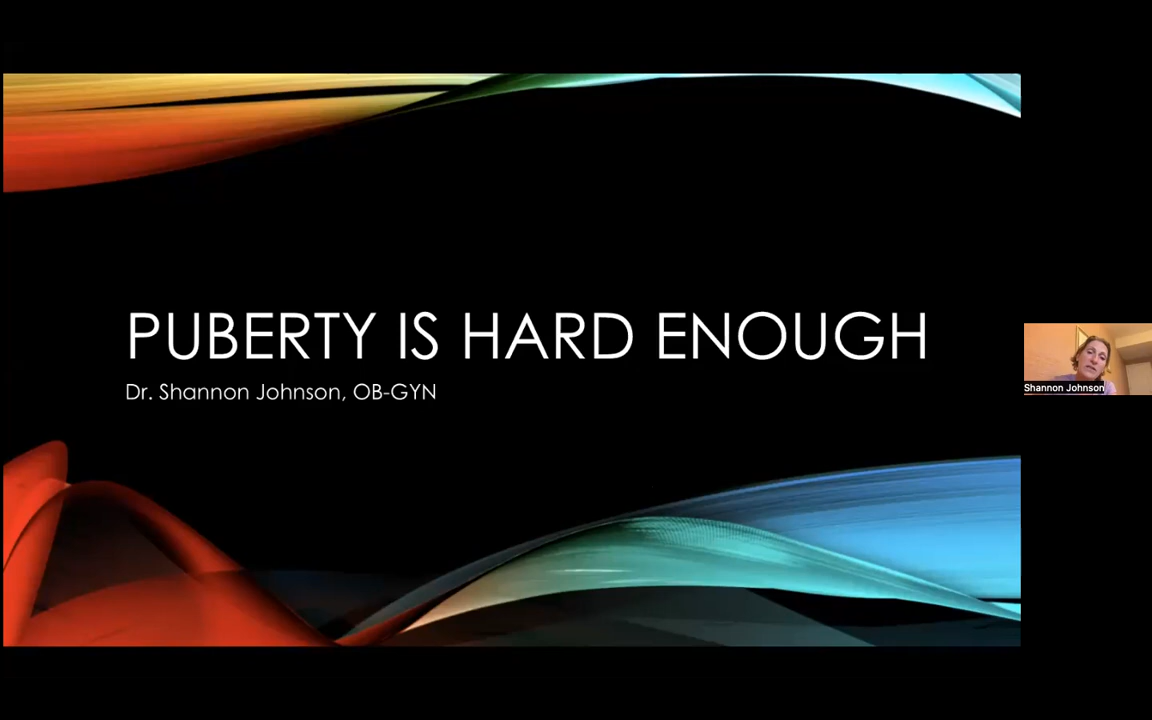 PUBERTY IS HARD ENOUGH
Dr. Shannon Johnson, OB-GYN
Shannon Johnson